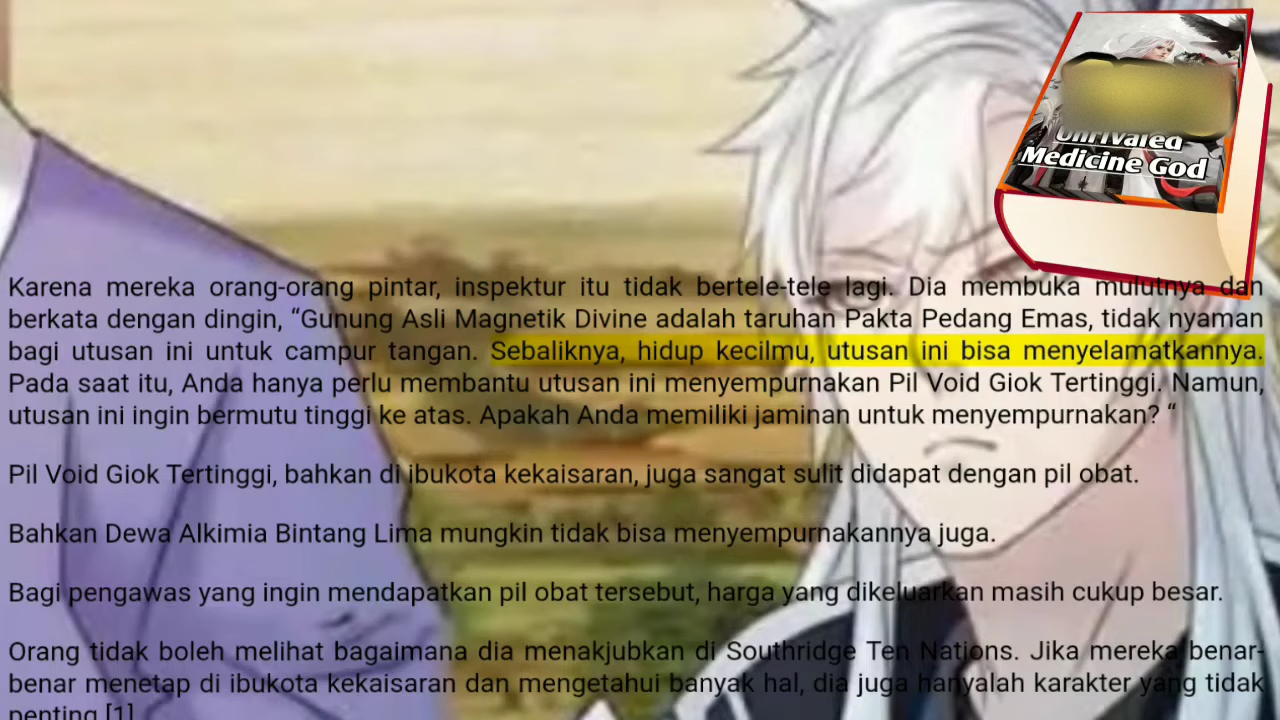 Unrivaled
Medicine God
Karena mereka orang-orang pintar, inspektur itu tidak bertele-tele lagi. Dia membuka mulutnya dan
berkata dengan dingin, “Gunung Asli Magnetik Divine adalah taruhan Pakta Pedang Emas, tidak nyaman
bagi utusan ini untuk campur tangan. Sebaliknya, hidup kecilmu, utusan ini bisa menyelamatkannya.
Pada saat itu, Anda hanya perlu membantu utusan ini menyempurnakan Pil Void Giok Tertinggi. Namun,
utusan ini ingin bermutu tinggi ke atas. Apakah Anda memiliki jaminan untuk menyempurnakan? “
Pil Void Giok Tertinggi, bahkan di ibukota kekaisaran, juga sangat sulit didapat dengan pil obat.
Bahkan Dewa Alkimia Bintang Lima mungkin tidak bisa menyempurnakannya juga.
Bagi pengawas yang ingin mendapatkan pil obat tersebut, harga yang dikeluarkan masih cukup besar.
Orang tidak boleh melihat bagaimana dia menakjubkan di Southridge Ten Nations. Jika mereka benar-
benar menetap di ibukota kekaisaran dan mengetahui banyak hal, dia juga hanyalah karakter yang tidak
penting [1]